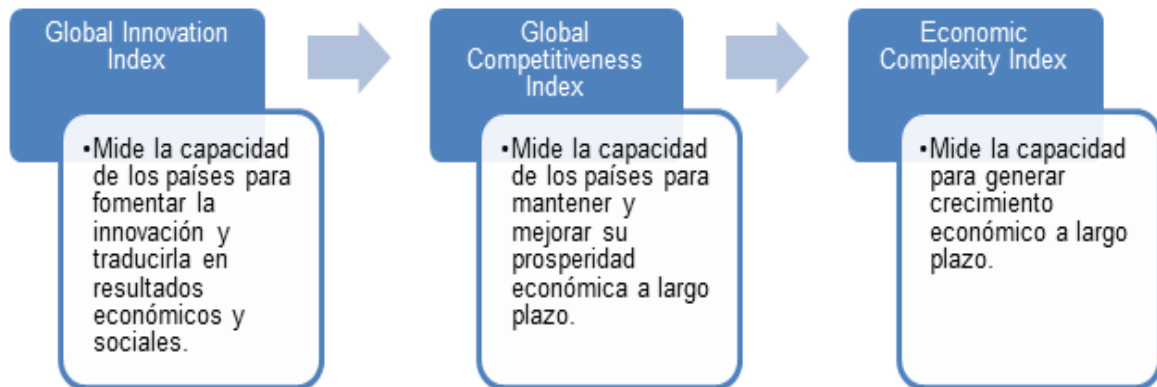 Global Innovation
Index
•Mide la capacidad
de los países para
fomentar la
innovación y
traducirla en
resultados
económicos y
sociales.
Global
Competitiveness
Index
•Mide la capacidad
de los países para
mantener y
mejorar su
prosperidad
económica a largo
plazo.
Economic
Complexity Index
•Mide la capacidad
para generar
crecimiento
económico a largo
plazo.